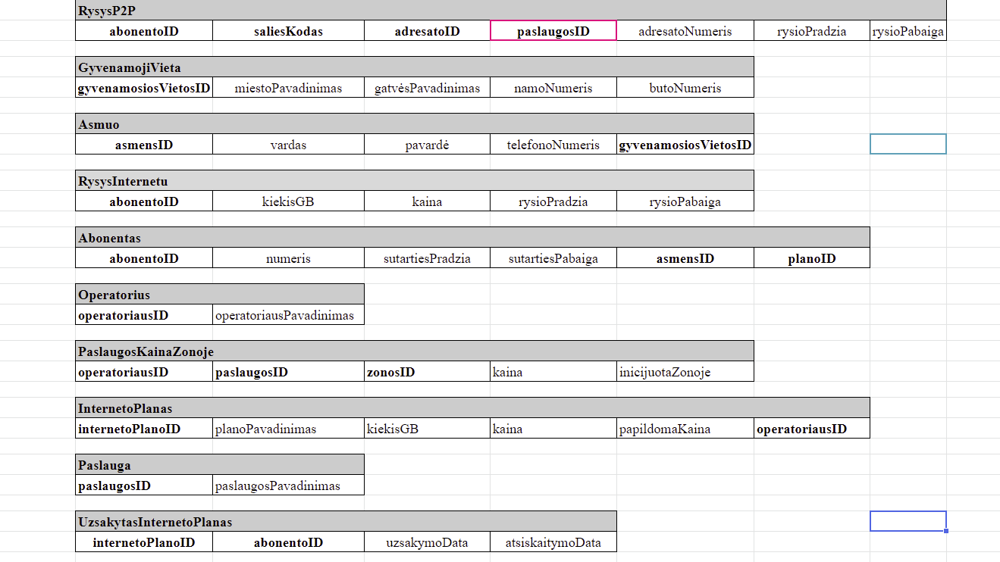 RysysP2P
abonentoID saliesKodas adresatoID paslaugosID adresatoNumeris rysioPradzia rysioPabaiga
GyvenamojiVieta
gyvenamosiosVietosID miestoPavadinimas gatvėsPavadinimas namoNumeris butoNumeris
Asmuo
asmensID vardas pavardė telefonoNumeris gyvenamosiosVietosID
RysysInternetu
abonentoID kiekisGB kaina rysioPradzia rysioPabaiga
Abonentas
abonentoID numeris sutartiesPradzia sutartiesPabaiga asmensID planoID
Operatorius
operatoriausID operatoriausPavadinimas
PaslaugosKainaZonoje
operatoriausID paslaugosID zonosID kaina inicijuotaZonoje
InternetoPlanas
internetoPlanoID planoPavadinimas kiekisGB kaina papildomaKaina operatoriausID
Paslauga
paslaugosID paslaugosPavadinimas
UzsakytasInternetoPlanas
internetoPlanoID abonentoID uzsakymoData atsiskaitymoData